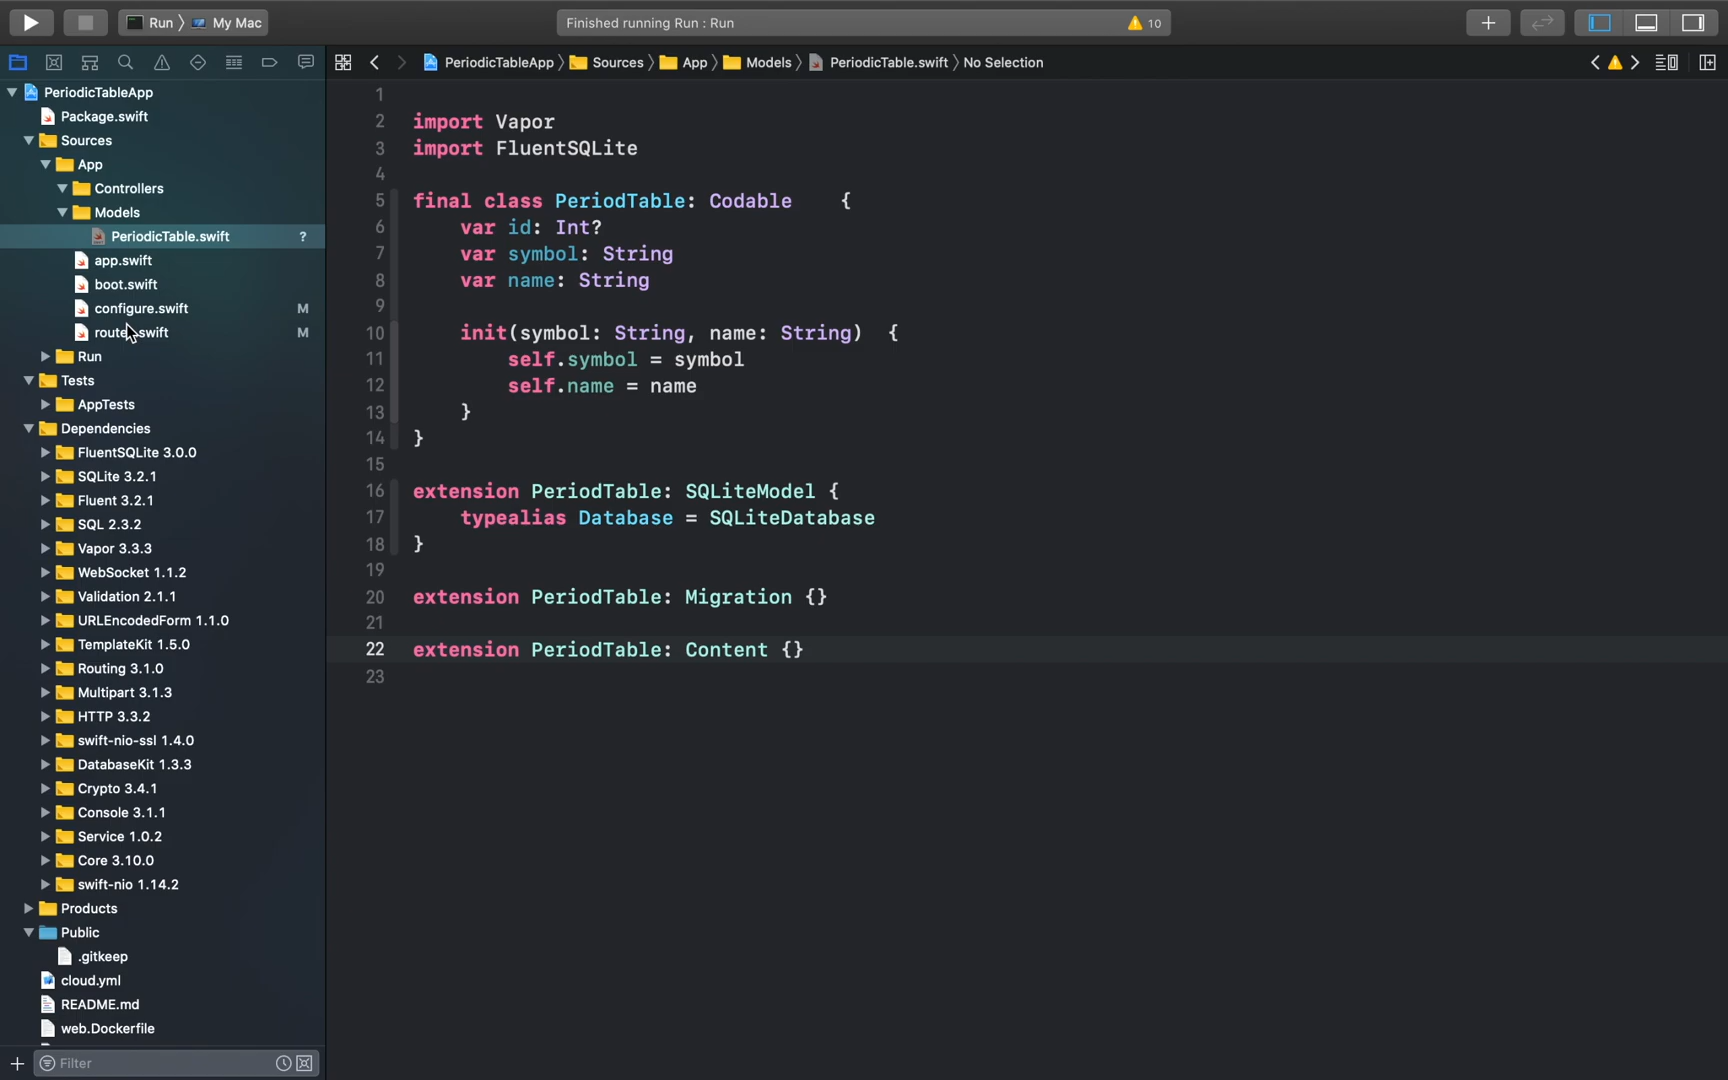 Run 〉 My Mac
Finished running Run : Run
10
PeriodicTableApp 〉 Sources 〉 App 〉 Models 〉 PeriodicTable.swift 〉 No Selection
PeriodicTableApp
Package.swift
Sources
App
Controllers
Models
PeriodicTable.swift ?
app.swift
boot.swift
configure.swift M
swift M
Run
Tests
AppTests
Dependencies
FluentSQLite 3.0.0
SQLite 3.2.1
Fluent 3.2.1
SQL 2.3.2
Vapor 3.3.3
WebSocket 1.1.2
Validation 2.1.1
URLEncodedForm 1.1.0
TemplateKit 1.5.0
Routing 3.1.0
Multipart 3.1.3
HTTP 3.3.2
swift-nio-ssl 1.4.0
DatabaseKit 1.3.3
Crypto 3.4.1
Console 3.1.1
Service 1.0.2
Core 3.10.0
swift-nio 1.14.2
Products
Public
.gitkeep
cloud.yml
README.md
web.Dockerfile
Filter
1
2 import Vapor
3 import FluentSQLite
4
5 final class PeriodTable: Codable {
6 var id: Int?
7 var symbol: String
8 var name: String
9
10 init(symbol: String, name: String) {
11 self.symbol = symbol
12 self.name = name
13 }
14 }
15
16 extension PeriodTable: SQLiteModel {
17 typealias Database = SQLiteDatabase
18 }
19
20 extension PeriodTable: Migration {}
21
22 extension PeriodTable: Content {}
23